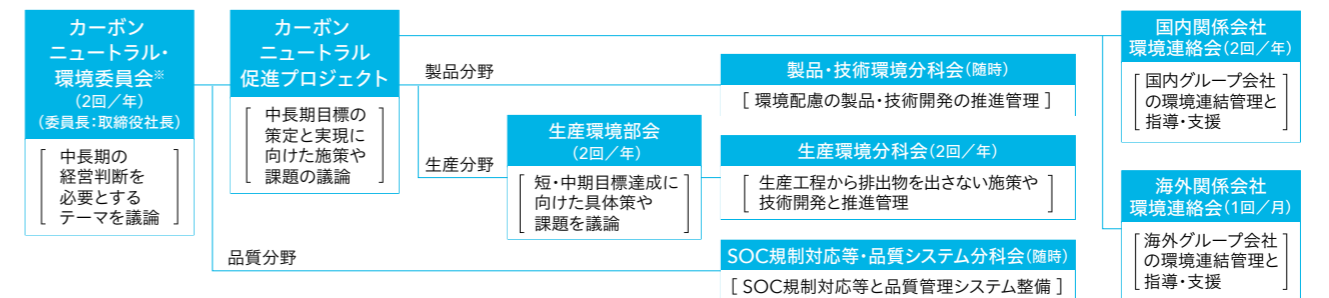 カーボン
ニュートラル・
環境委員会※
(2回／年)
(委員長：取締役社長)
中長期の
経営判断を
必要とする
テーマを議論
カーボン
ニュートラル
促進プロジェクト
中長期目標の
策定と実現に
向けた施策や
課題の議論
製品分野
生産分野
品質分野
生産環境部会
(2回／年)
短・中期目標達成に
向けた具体策や
課題を議論
製品・技術環境分科会(随時)
[ 環境配慮の製品・技術開発の推進管理 ]
生産環境分科会(2回／年)
生産工程から排出物を出さない施策や
技術開発と推進管理
SOC規制対応等・品質システム分科会(随時)
[ SOC規制対応等と品質管理システム整備 ]
国内関係会社
環境連絡会(2回／年)
国内グループ会社
の環境連結管理と
指導・支援
海外関係会社
環境連絡会(1回／月)
海外グループ会社
の環境連結管理と
指導・支援